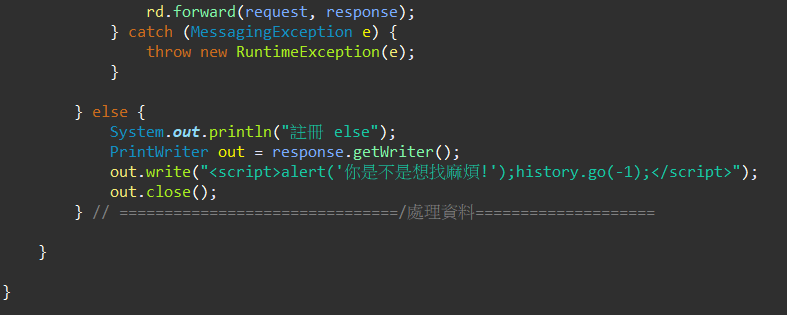 rd.forward(request, response);
} catch (MessagingException e) {
throw new RuntimeException(e);
}
} else {
System.out.println("註冊 else");
PrintWriter out = response.getWriter();
out.write("<script>alert('你是不是想找麻煩!');history.go(-1);</script>");
out.close();
} // ===============================/處理資料====================
}
}